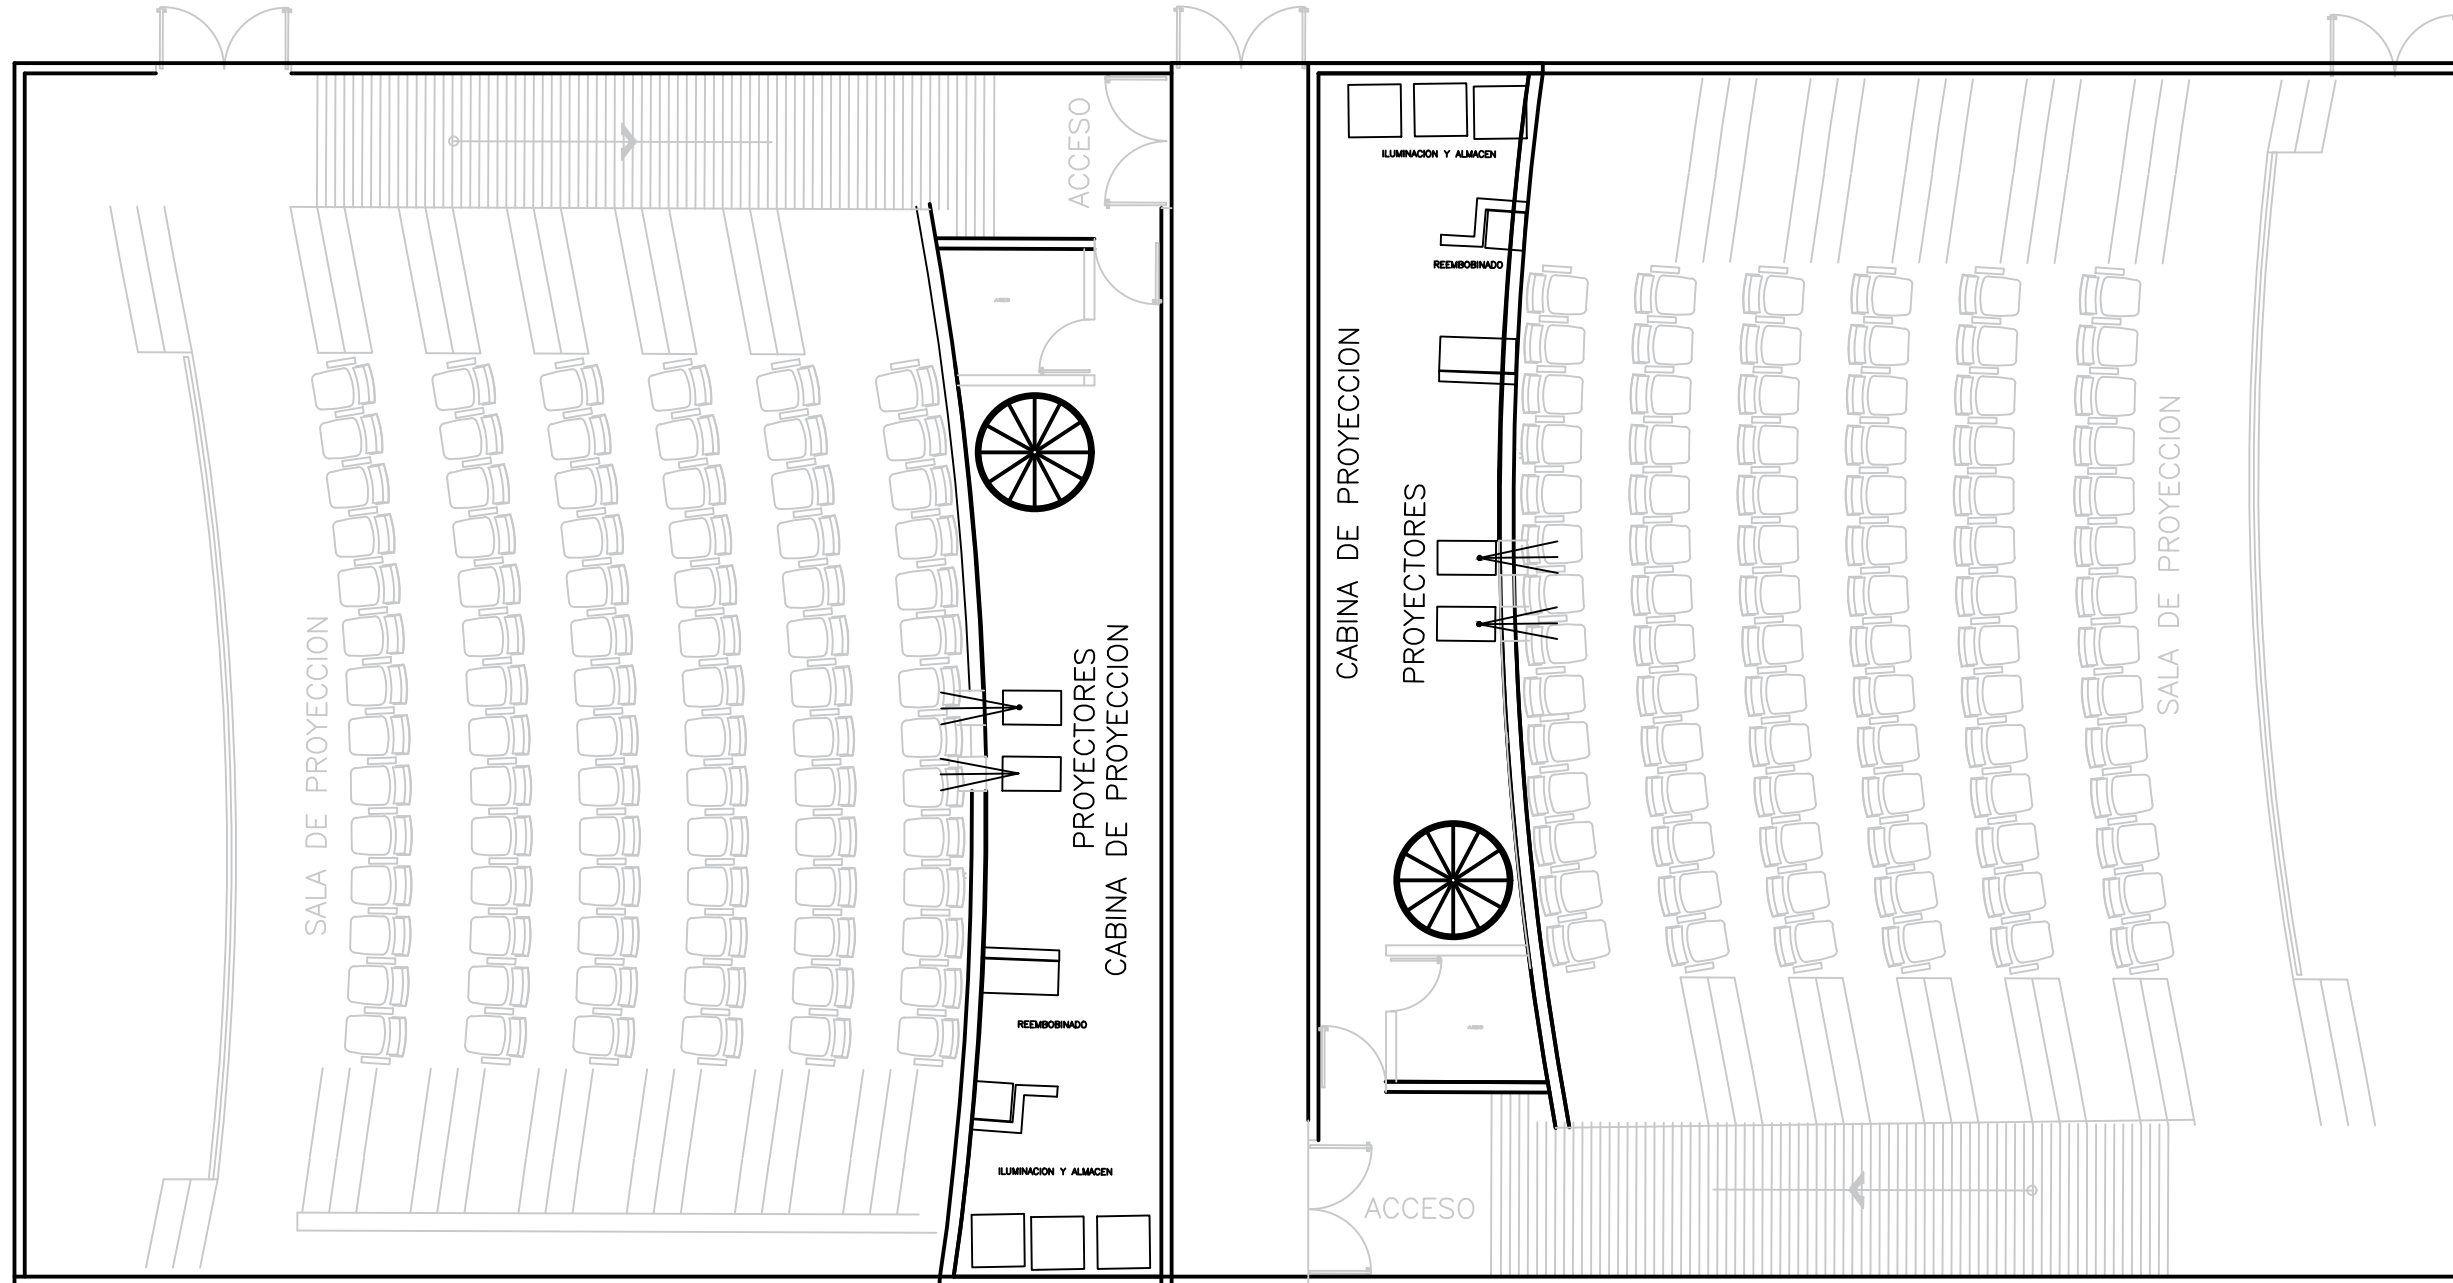 ACCESO
SALA DE PROYECCION
PROYECTORES
CABINA DE PROYECCION
REEMBOBINADO
ILUMINACION Y ALMACEN
ILUMINACION Y ALMACEN
REEMBOBINADO
CABINA DE PROYECCION
PROYECTORES
SALA DE PROYECCION
ACCESO